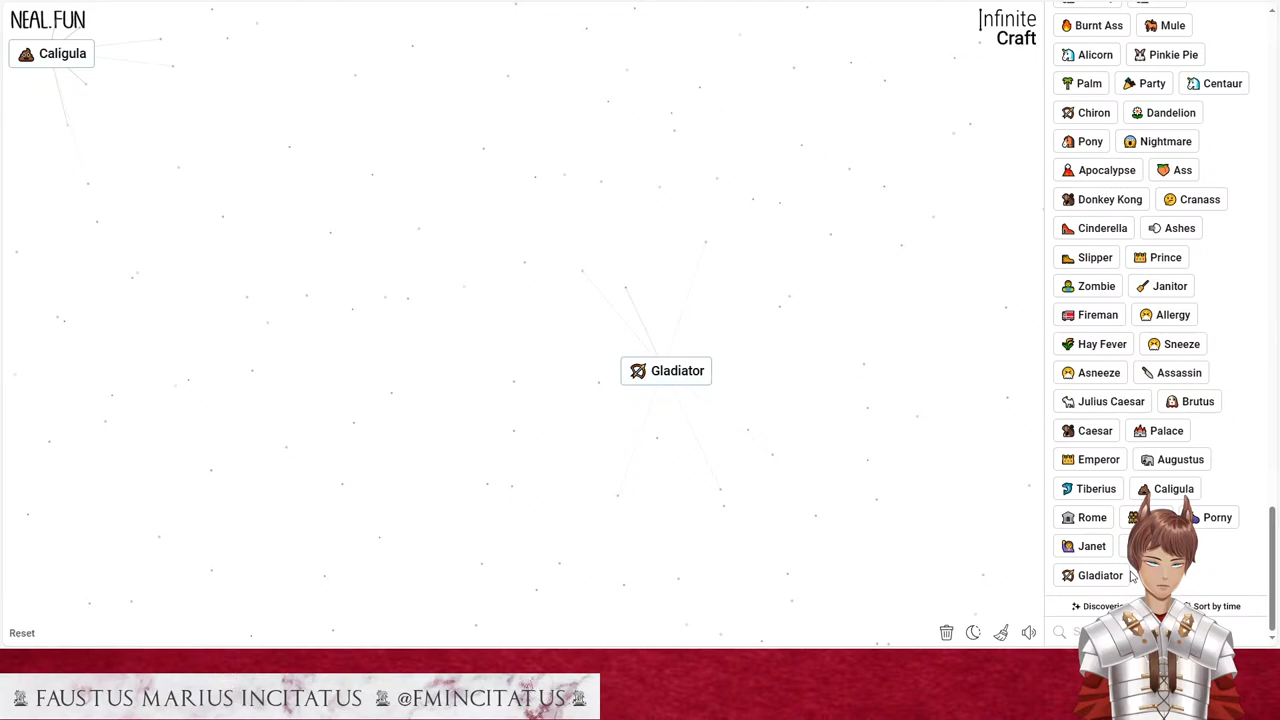 NEAL.FUN
Infinite
Craft
Caligula
Gladiator
Reset
Burnt Ass Mule
Alicorn Pinkie Pie
Palm Party Centaur
Chiron Dandelion
Pony Nightmare
Apocalypse Ass
Donkey Kong Cranass
Cinderella Ashes
Slipper Prince
Zombie Janitor
Fireman Allergy
Hay Fever Sneeze
Asneeze Assassin
Julius Caesar Brutus
Caesar Palace
Emperor Augustus
Tiberius Caligula
Rome Porny
Janet
Gladiator
Sort by time
FAUSTUS MARIUS INCITATUS @FMINCITATUS